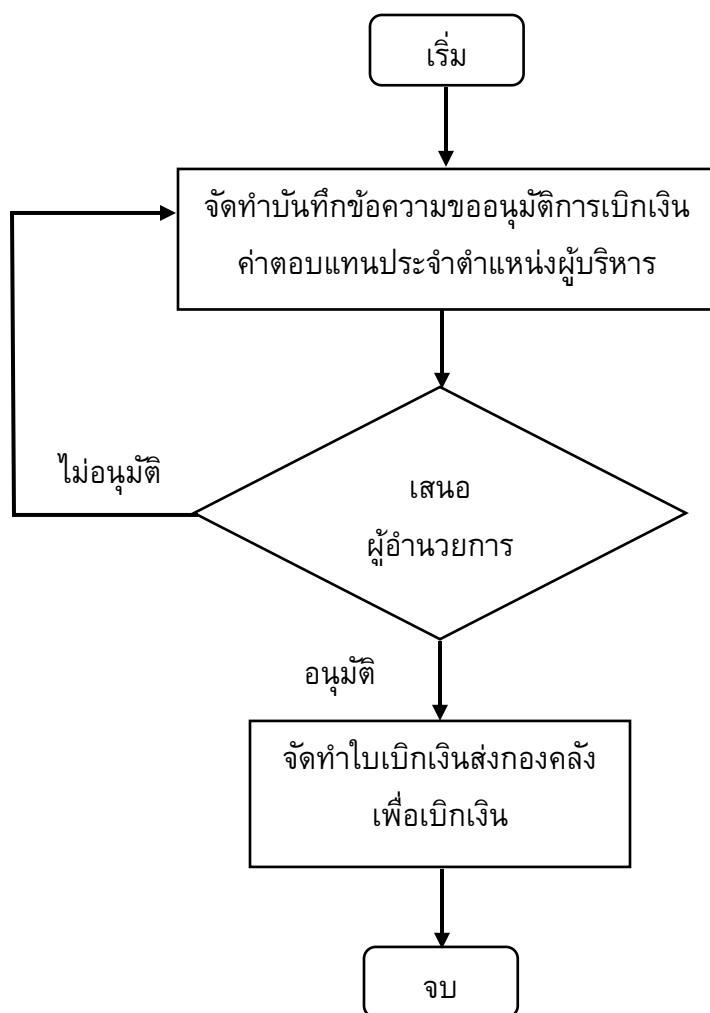 เริ่ม
จัดทำบันทึกข้อความขออนุมัติการเบิกเงิน
ค่าตอบแทนประจำตำแหน่งผู้บริหาร
ไม่อนุมัติ
เสนอ
ผู้อำนวยการ
อนุมัติ
จัดทำใบเบิกเงินส่งกองคลัง
เพื่อเบิกเงิน
จบ